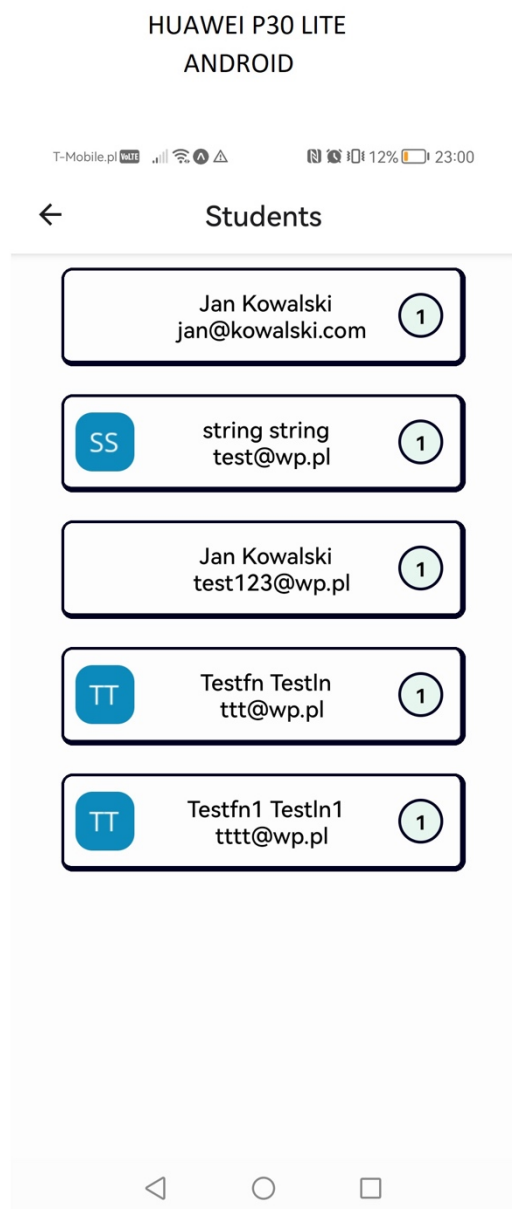 HUAWEI P30 LITE
ANDROID
T-Mobile.pl VoLTE 12% 23:00
Students
Jan Kowalski
jan@kowalski.com
1
SS
string string
test@wp.pl
1
Jan Kowalski
test123@wp.pl
1
TT
Testfn Testln
ttt@wp.pl
1
TT
Testfn1 Testln1
tttt@wp.pl
1